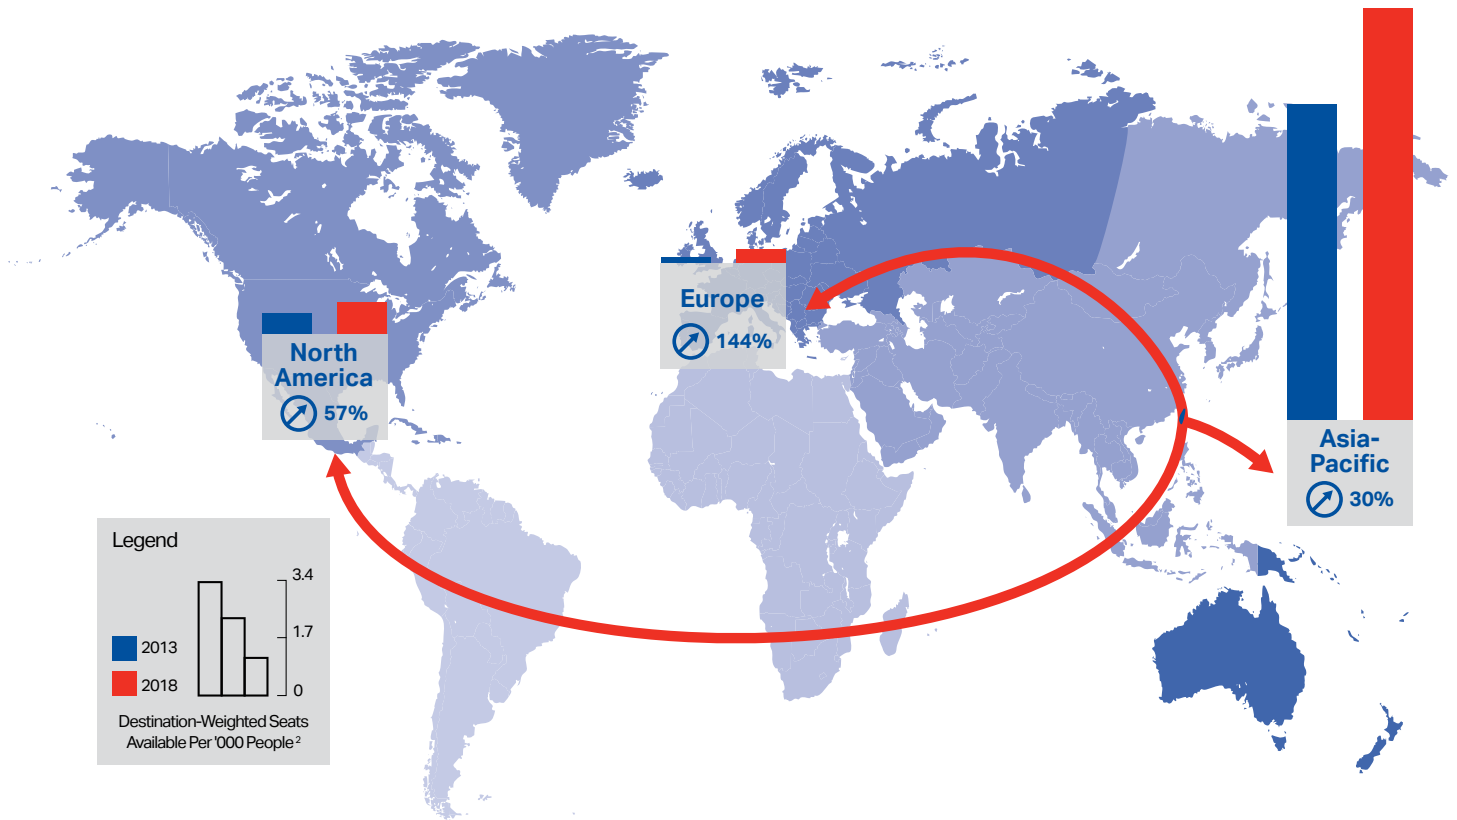 Europe
144%
North
America
57%
Asia-
Pacific
30%
Legend
3.4
1.7
0
2013
2018
Destination-Weighted Seats
Available Per '000 People 2